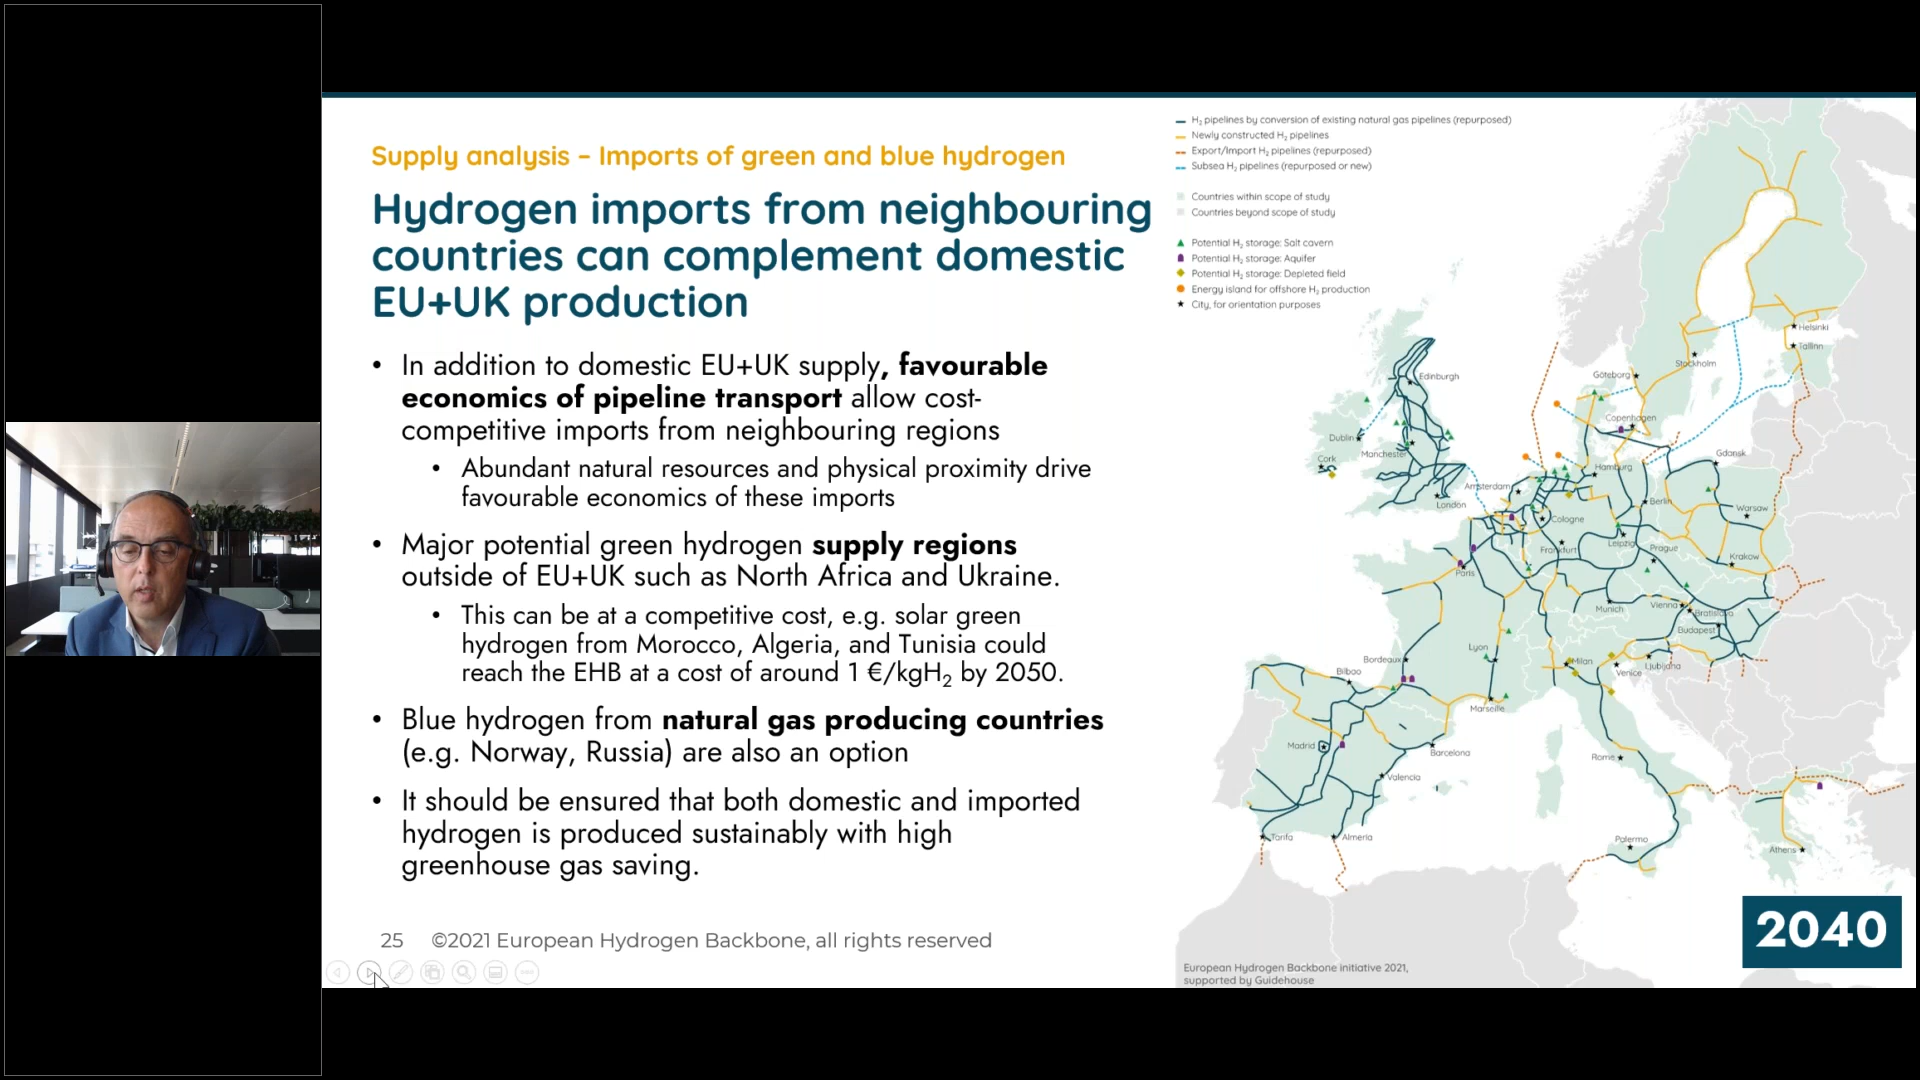 Supply analysis – Imports of green and blue hydrogen
Hydrogen imports from neighbouring
countries can complement domestic
EU+UK production
• In addition to domestic EU+UK supply, favourable
economics of pipeline transport allow cost-
competitive imports from neighbouring regions
• Abundant natural resources and physical proximity drive
favourable economics of these imports
• Major potential green hydrogen supply regions
outside of EU+UK such as North Africa and Ukraine.
• This can be at a competitive cost, e.g. solar green
hydrogen from Morocco, Algeria, and Tunisia could
reach the EHB at a cost of around 1 €/kgH₂ by 2050.
• Blue hydrogen from natural gas producing countries
(e.g. Norway, Russia) are also an option
• It should be ensured that both domestic and imported
hydrogen is produced sustainably with high
greenhouse gas saving.
25 ©2021 European Hydrogen Backbone, all rights reserved
H₂ pipelines by conversion of existing natural gas pipelines (repurposed)
Newly constructed H₂ pipelines
Export/Import H₂ pipelines (repurposed)
Subsea H₂ pipelines (repurposed or new)
Countries within scope of study
Countries beyond scope of study
Potential H₂ storage: Salt cavern
Potential H₂ storage: Aquifer
Potential H₂ storage: Depleted field
Energy island for offshore H₂ production
City, for orientation purposes
Helsinki
Tallinn
Stockholm
Göteborg
Edinburgh
Copenhagen
Dublin
Manchester
Cork
Gdansk
Hamburg
Amsterdam
London
Berlin
Warsaw
Cologne
Frankfurt
Leipzig
Prague
Krakow
Paris
Munich
Vienna
Bratislava
Budapest
Lyon
Bordeaux
Milan
Venice
Ljubjana
Bilbao
Marseille
Madrid
Barcelona
Rome
Valencia
Tarifa
Almeria
Palermo
Athens
2040
European Hydrogen Backbone initiative 2021,
supported by Guidehouse